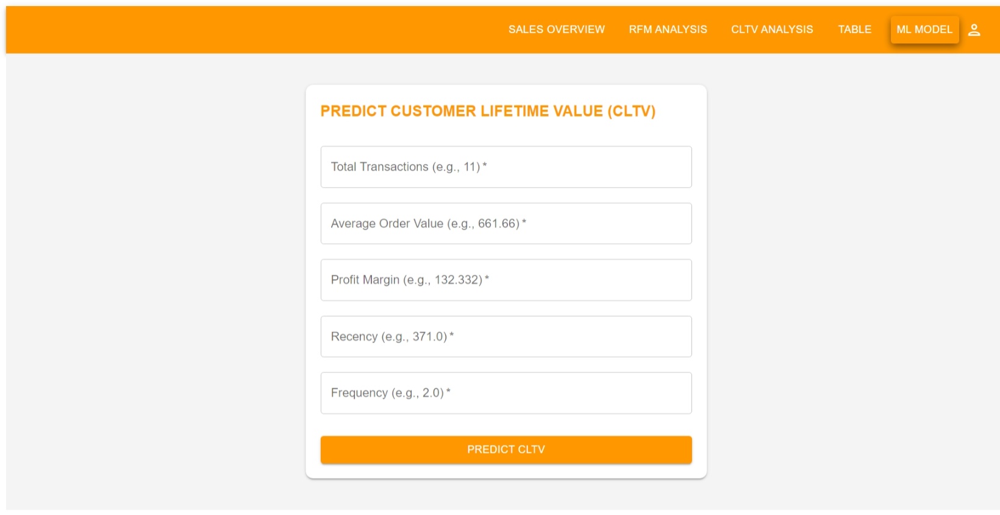 SALES OVERVIEW RFM ANALYSIS CLTV ANALYSIS TABLE ML MODEL
PREDICT CUSTOMER LIFETIME VALUE (CLTV)
Total Transactions (e.g., 11) *
Average Order Value (e.g., 661.66) *
Profit Margin (e.g., 132.332) *
Recency (e.g., 371.0) *
Frequency (e.g., 2.0) *
PREDICT CLTV